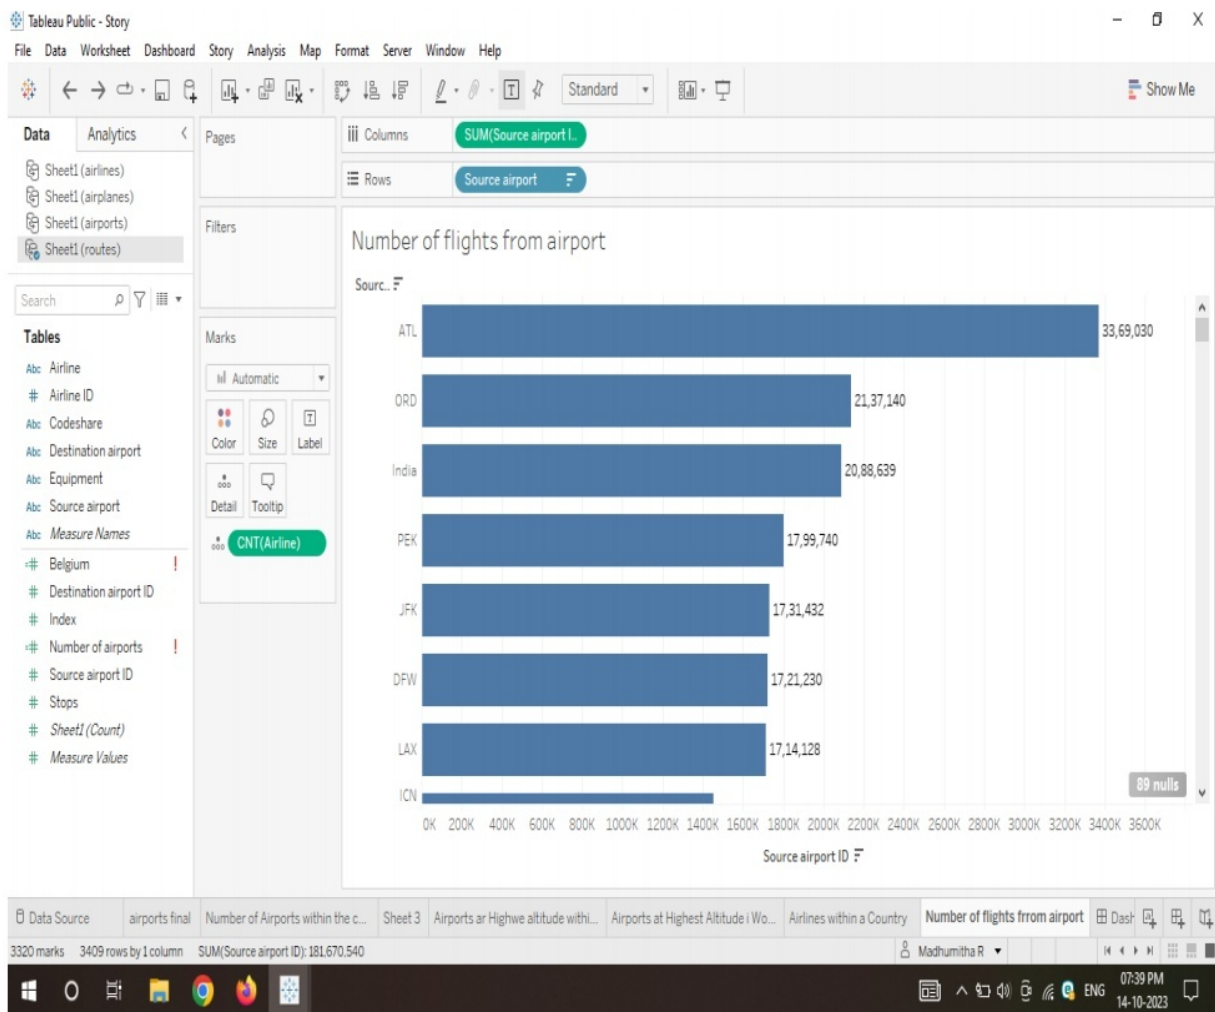 Tableau Public - Story
File Data Worksheet Dashboard Story Analysis Map Format Server Window Help
Standard
Show Me
Data Analytics
Pages
Columns
SUM(Source airport I..
Sheet1 (airlines)
Sheet1 (airplanes)
Sheet1 (airports)
Sheet1 (routes)
Rows
Source airport
Filters
Number of flights from airport
Sourc..
Search
Tables
Abc Airline
# Airline ID
Abc Codeshare
Abc Destination airport
Abc Equipment
Abc Source airport
Abc Measure Names
=# Belgium !
# Destination airport ID
# Index
=# Number of airports !
# Source airport ID
# Stops
# Sheet1 (Count)
# Measure Values
Marks
Automatic
Color Size Label
Detail Tooltip
CNT(Airline)
ATL 33,69,030
ORD 21,37,140
India 20,88,639
PEK 17,99,740
JFK 17,31,432
DFW 17,21,230
LAX 17,14,128
ICN
89 nulls
0K 200K 400K 600K 800K 1000K 1200K 1400K 1600K 1800K 2000K 2200K 2400K 2600K 2800K 3000K 3200K 3400K 3600K
Source airport ID
Data Source airports final Number of Airports within the c... Sheet 3 Airports ar Highwe altitude withi... Airports at Highest Altitude i Wo... Airlines within a Country Number of flights frrom airport Dash
3320 marks 3409 rows by 1 column SUM(Source airport ID): 181,670,540 Madhumitha R
ENG
07:39 PM
14-10-2023